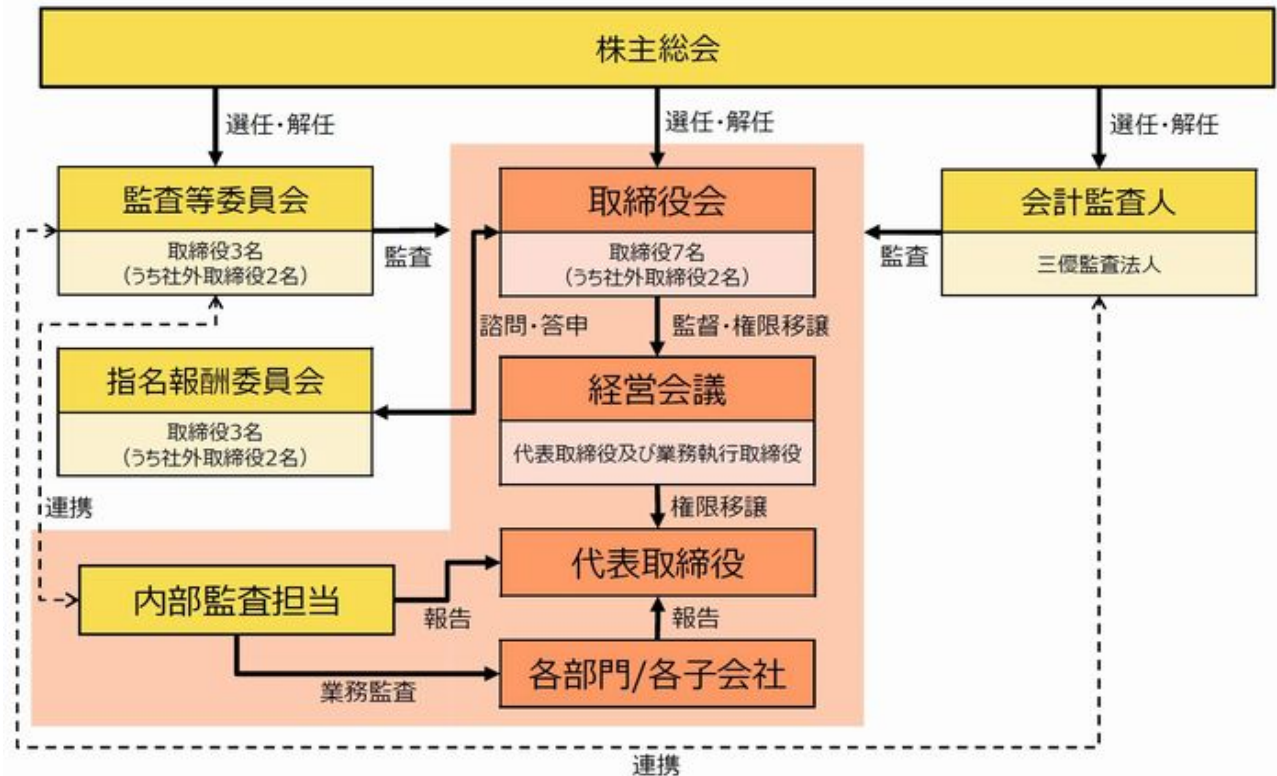 株主総会
選任・解任
選任・解任
選任・解任
監査等委員会
取締役3名
(うち社外取締役2名)
監査
取締役会
取締役7名
(うち社外取締役2名)
監査
会計監査人
三優監査法人
諮問・答申
監督・権限移譲
指名報酬委員会
取締役3名
(うち社外取締役2名)
経営会議
代表取締役及び業務執行取締役
連携
権限移譲
代表取締役
内部監査担当
報告
報告
業務監査
各部門/各子会社
連携